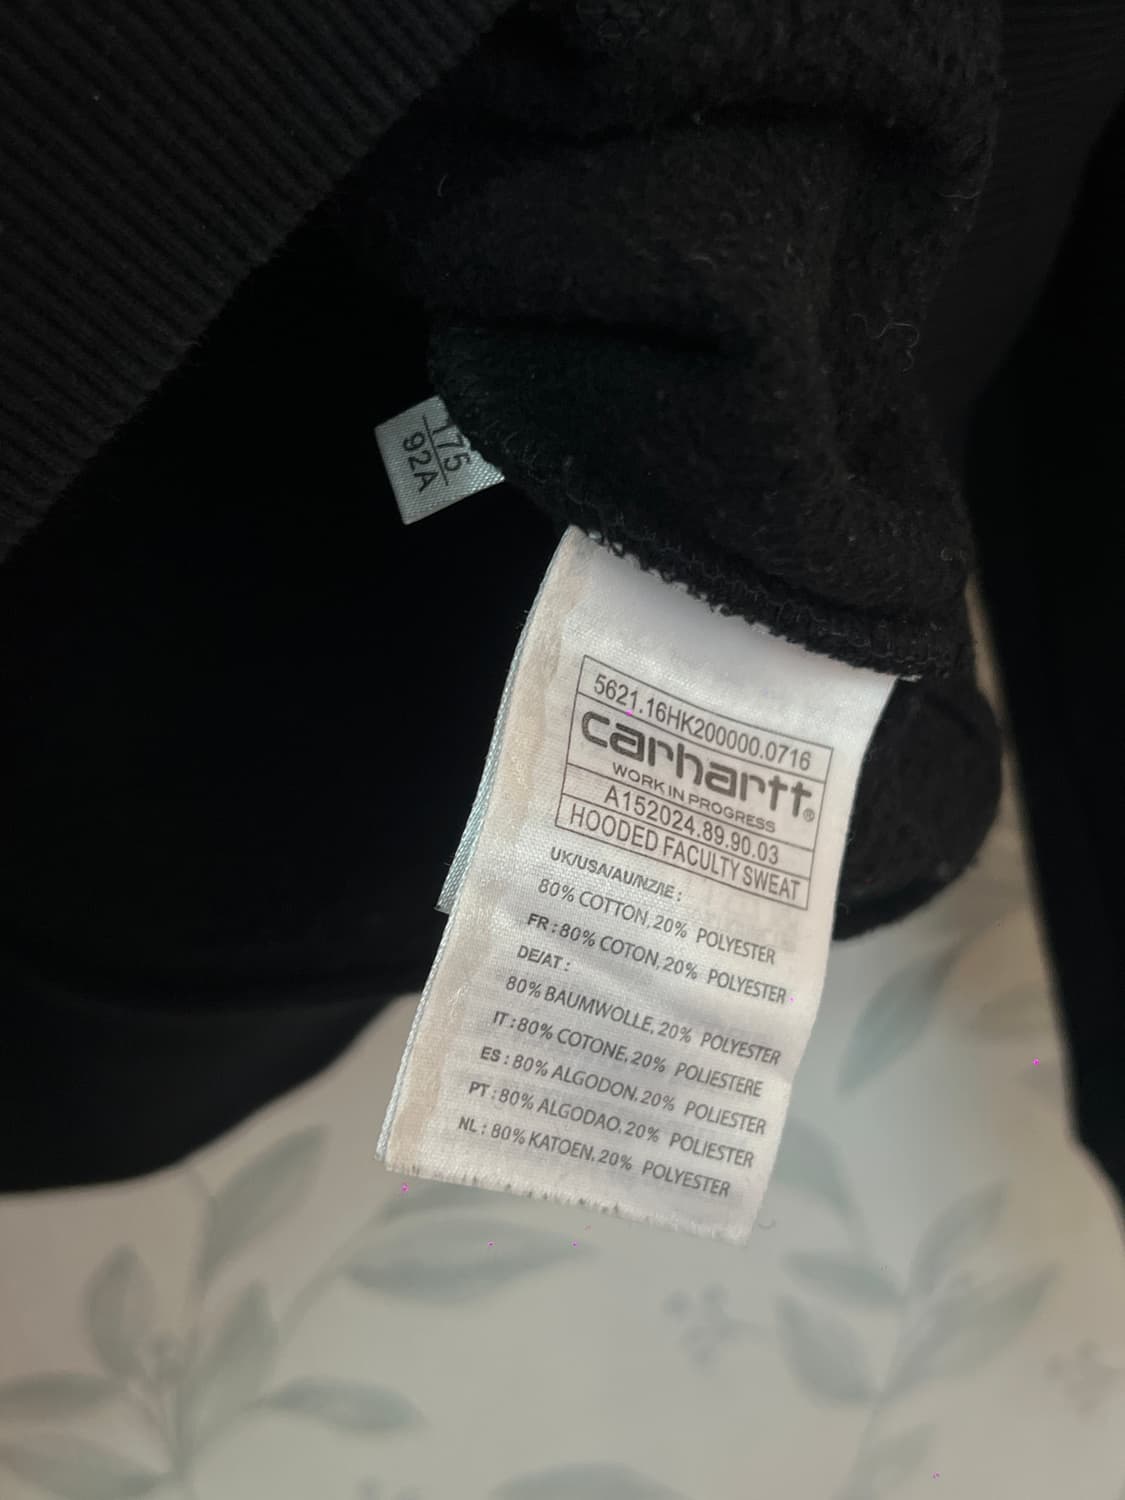 175
92A
5621.16HK200000.0716
carhartt®
WORK IN PROGRESS
A152024.89.90.03
HOODED FACULTY SWEAT
UK/USA/AU/NZ/IE :
80% COTTON, 20% POLYESTER
FR : 80% COTON, 20% POLYESTER
DE/AT :
80% BAUMWOLLE, 20% POLYESTER
IT : 80% COTONE, 20% POLIESTERE
ES : 80% ALGODON, 20% POLIESTER
PT : 80% ALGODAO, 20% POLIESTER
NL : 80% KATOEN, 20% POLYESTER